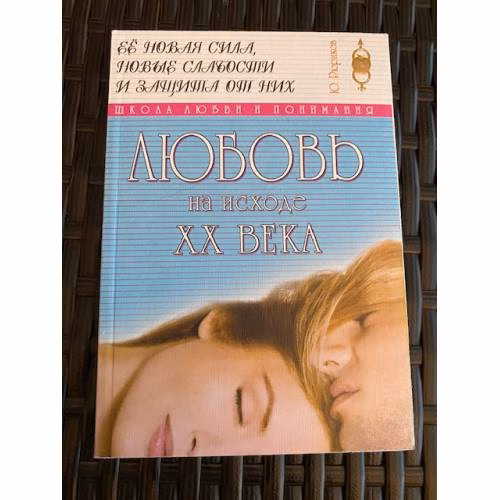 ЕЁ НОВАЯ СИЛА,
НОВЫЕ СЛАБОСТИ
И ЗАЩИТА ОТ НИХ
Ю. Рюриков
ШКОЛА ЛЮБВИ И ПОНИМАНИЯ
ЛЮБОВЬ
на исходе
XX ВЕКА